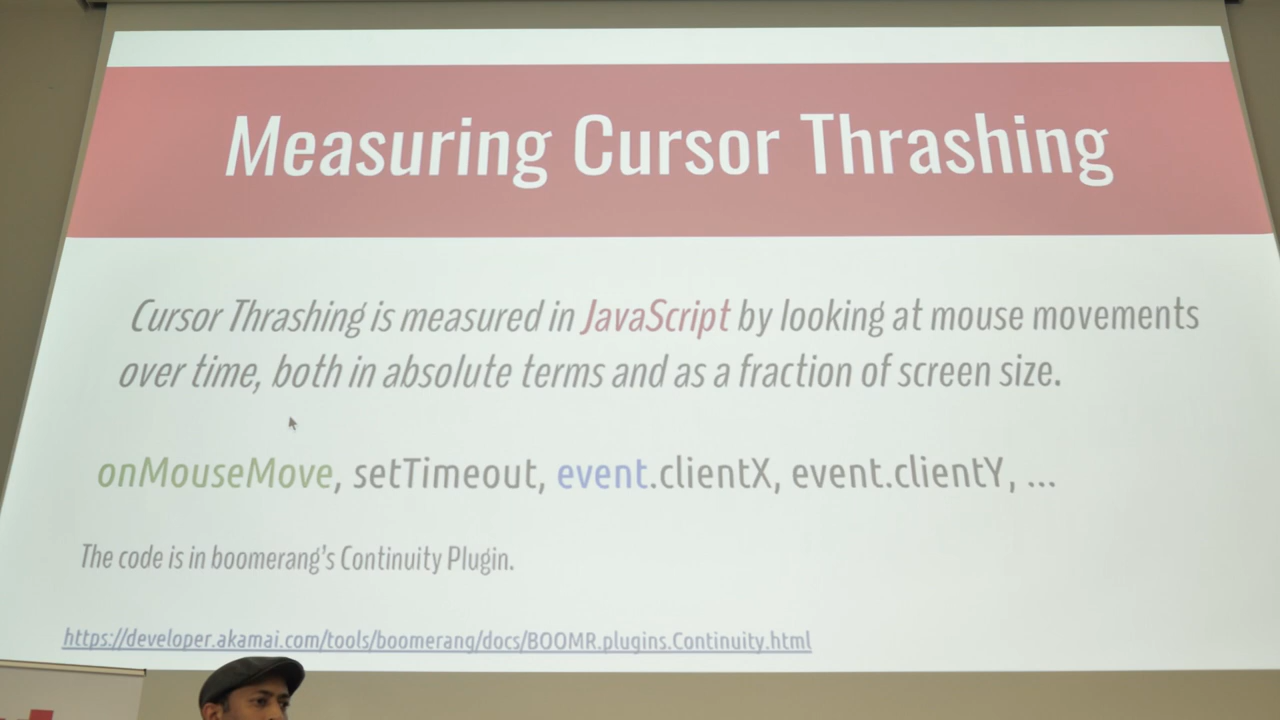 Measuring Cursor Thrashing
Cursor Thrashing is measured in JavaScript by looking at mouse movements
over time, both in absolute terms and as a fraction of screen size.
onMouseMove, setTimeout, event.clientX, event.clientY, ...
The code is in boomerang's Continuity Plugin.
https://developer.akamai.com/tools/boomerang/docs/BOOMR.plugins.Continuity.html